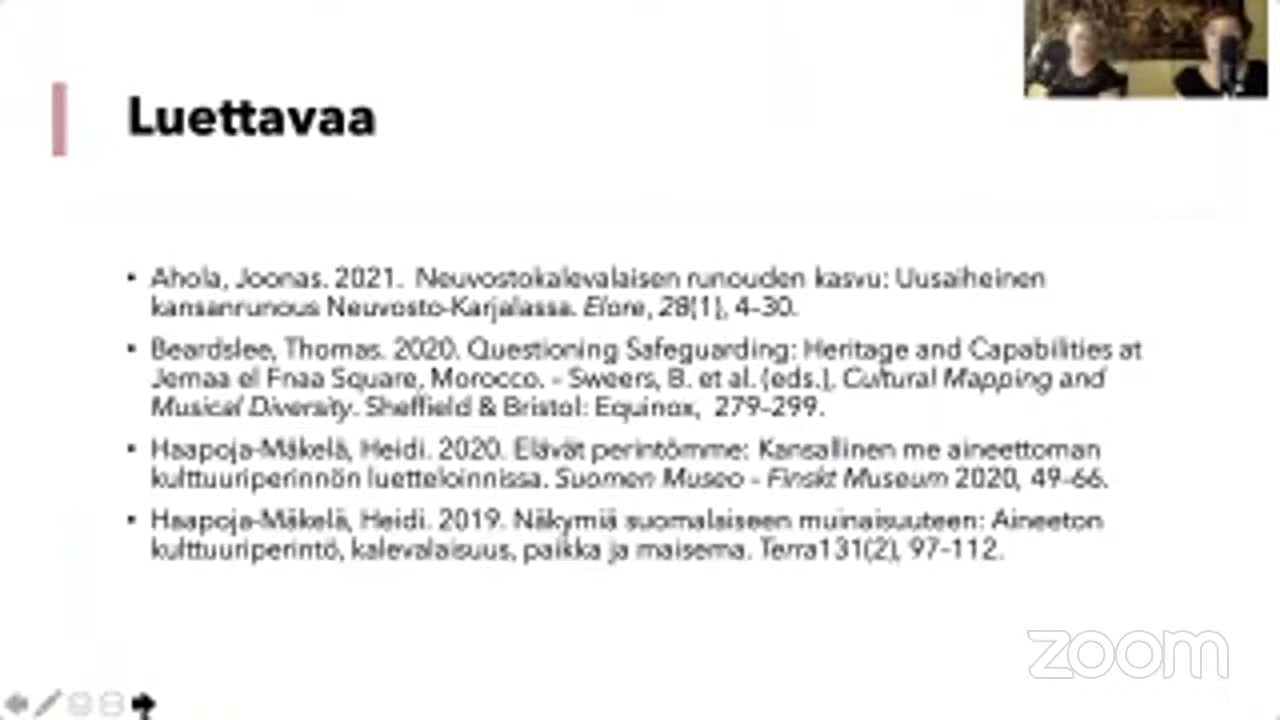 Luettavaa
• Ahola, Joonas. 2021. Neuvostokalevalaisen runouden kasvu: Uusaiheinen
kansanrunous Neuvosto-Karjalassa. Elore, 28(1), 4–30.
• Beardslee, Thomas. 2020. Questioning Safeguarding: Heritage and Capabilities at
Jemaa el Fnaa Square, Morocco. - Sweers, B. et al. (eds.), Cultural Mapping and
Musical Diversity. Sheffield & Bristol: Equinox, 279–299.
• Haapoja-Mäkelä, Heidi. 2020. Elävät perintömme: Kansallinen me aineettoman
kulttuuriperinnön luetteloinnissa. Suomen Museo - Finskt Museum 2020, 49–66.
• Haapoja-Mäkelä, Heidi. 2019. Näkymiä suomalaiseen muinaisuuteen: Aineeton
kulttuuriperintö, kalevalaisuus, paikka ja maisema. Terra131(2), 97–112.
zoom